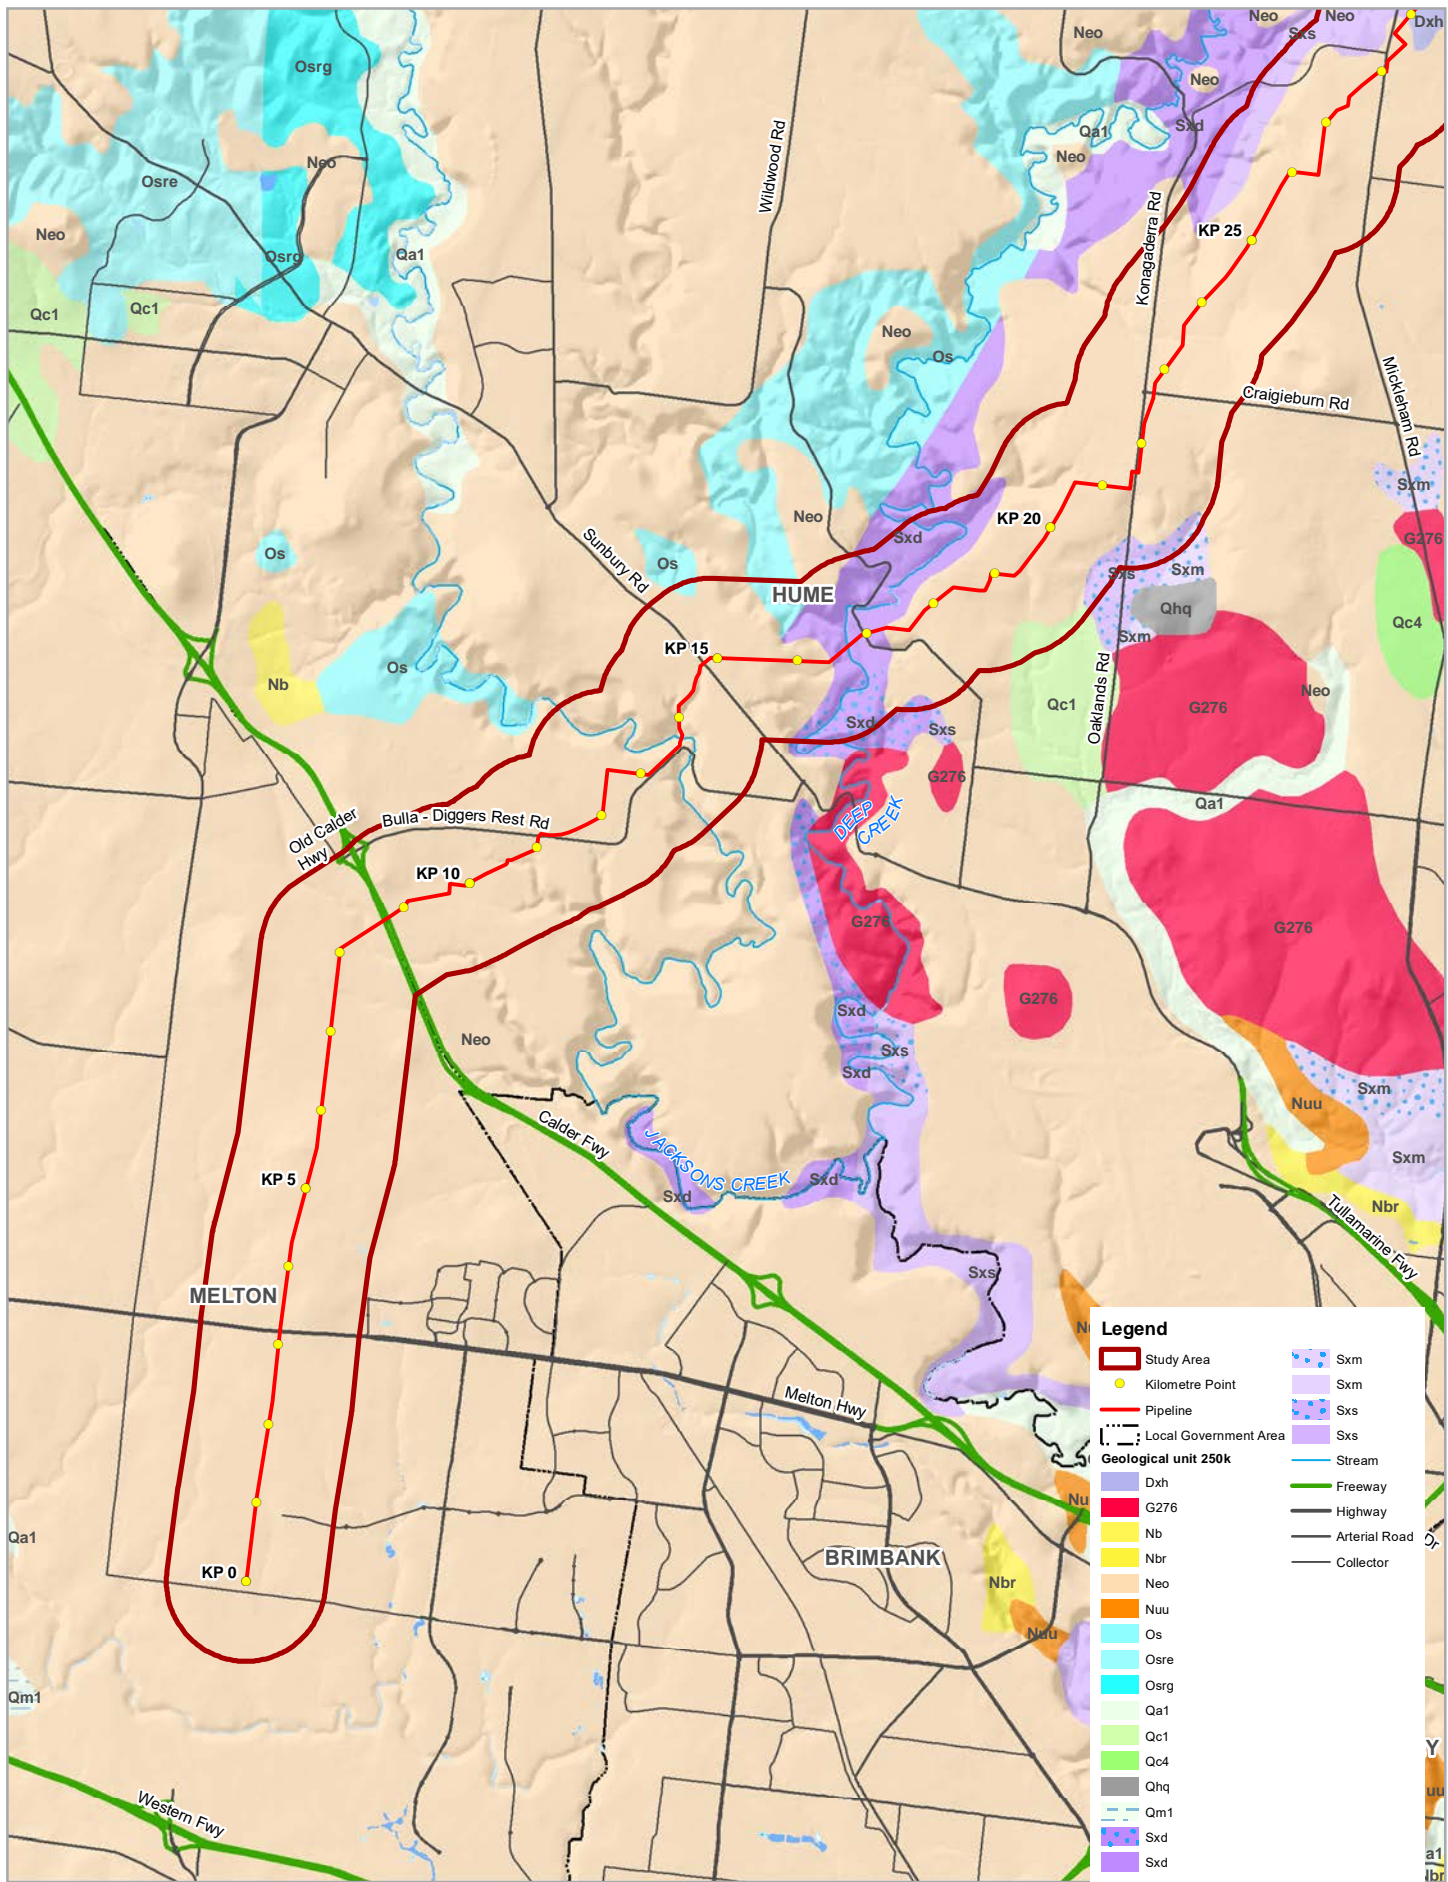 Neo
Neo
Neo
Dxh
Sxs
Osrg
Neo
Qa1
Sxd
Neo
Wildwood Rd
Neo
Osre
Konagaderra Rd
Neo
KP 25
Osrg
Qa1
Qc1
Qc1
Neo
Os
Mickleham Rd
Craigieburn Rd
Sxm
Neo
KP 20
Sxd
G276
Os
Sunbury Rd
Os
Sxs
Sxm
HUME
Qhq
Qc4
Sxm
KP 15
Os
Nb
Neo
Oaklands Rd
Qc1
G276
Sxd
Sxs
G276
Qa1
DEEP
CREEK
Old Calder
Hwy
Bulla - Diggers Rest Rd
KP 10
G276
G276
G276
Sxd
Neo
Sxs
Sxd
Sxm
Nuu
Calder Fwy
JACKSONS CREEK
Sxm
KP 5
Sxd
Sxd
Nbr
Tullamarine Fwy
Sxs
MELTON
Melton Hwy
Nu
Qa1
BRIMBANK
KP 0
Nbr
Nuu
Qm1
Western Fwy
Dr
Y
uu
a1
Nbr
Legend
Study Area
Kilometre Point
Pipeline
Local Government Area
Geological unit 250k
Dxh
G276
Nb
Nbr
Neo
Nuu
Os
Osre
Osrg
Qa1
Qc1
Qc4
Qhq
Qm1
Sxd
Sxd
Sxm
Sxm
Sxs
Sxs
Stream
Freeway
Highway
Arterial Road
Collector